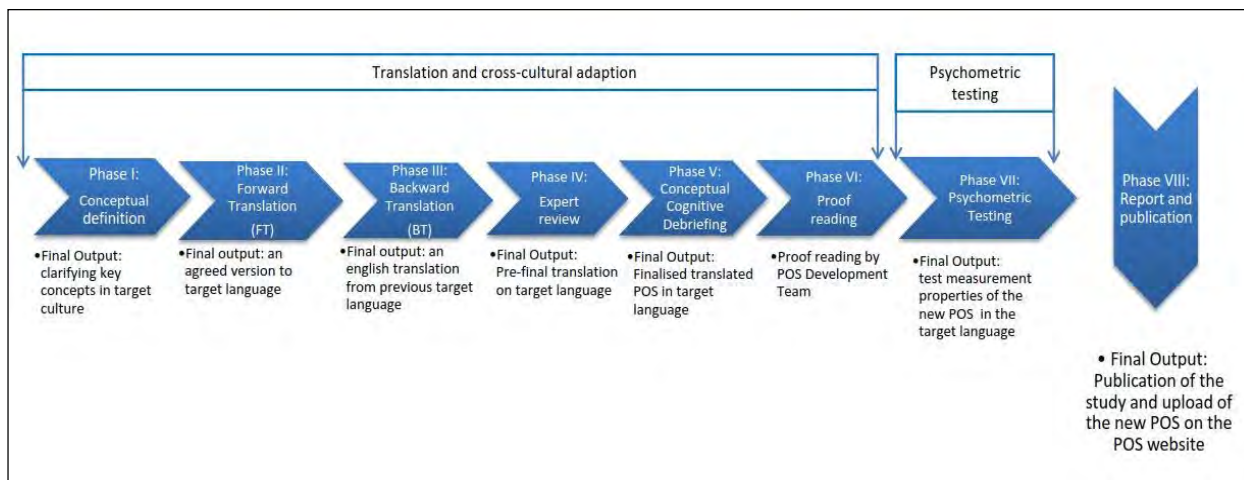 Translation and cross-cultural adaption
Psychometric
testing
Phase I:
Conceptual
definition
•Final Output:
clarifying key
concepts in target
culture
Phase II:
Forward
Translation
(FT)
•Final output: an
agreed version to
target language
Phase III:
Backward
Translation
(BT)
•Final output: an
english translation
from previous target
language
Phase IV:
Expert
review
•Final Output:
Pre-final translation
on target language
Phase V:
Conceptual
Cognitive
Debriefing
•Final Output:
Finalised translated
POS in target
language
Phase VI:
Proof
reading
•Proof reading by
POS Development
Team
Phase VII:
Psychometric
Testing
•Final Output:
test measurement
properties of the
new POS in the
target language
Phase VIII:
Report and
publication
• Final Output:
Publication of the
study and upload of
the new POS on the
POS website